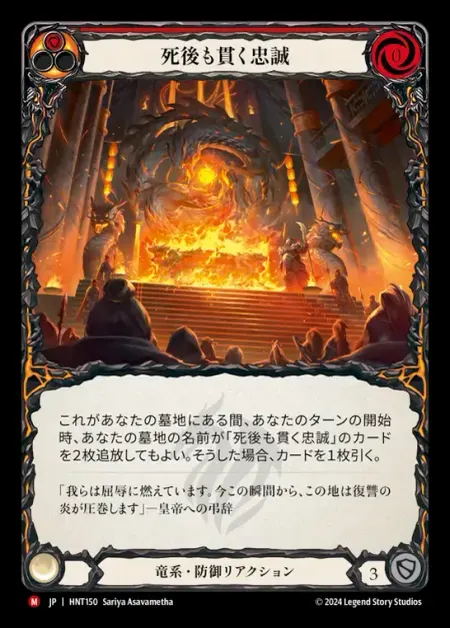 死後も貫く忠誠
0
これがあなたの墓地にある間、あなたのターンの開始
時、あなたの墓地の名前が「死後も貫く忠誠」のカード
を2枚追放してもよい。そうした場合、カードを1枚引く。
「我らは屈辱に燃えています。今この瞬間から、この地は復讐の
炎が圧巻します」—皇帝への弔辞
竜系・防御リアクション
3
M JP | HNT150 Sariya Asavametha
© 2024 Legend Story Studios